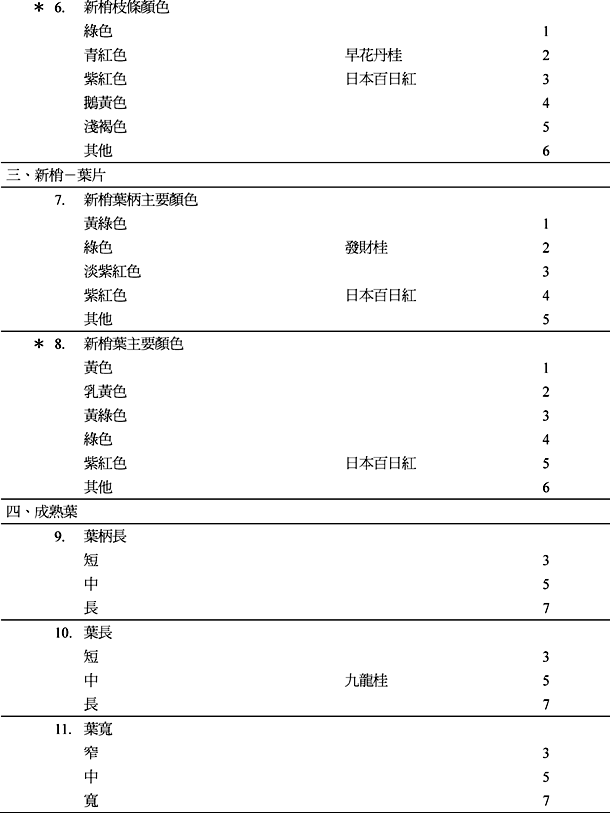 ＊ 6. 新梢枝條顏色
綠色 1
青紅色 早花丹桂 2
紫紅色 日本百日紅 3
鵝黃色 4
淺褐色 5
其他 6
三、新梢－葉片
7. 新梢葉柄主要顏色
黃綠色 1
綠色 發財桂 2
淡紫紅色 3
紫紅色 日本百日紅 4
其他 5
＊ 8. 新梢葉主要顏色
黃色 1
乳黃色 2
黃綠色 3
綠色 4
紫紅色 日本百日紅 5
其他 6
四、成熟葉
9. 葉柄長
短 3
中 5
長 7
10. 葉長
短 3
中 九龍桂 5
長 7
11. 葉寬
窄 3
中 5
寬 7